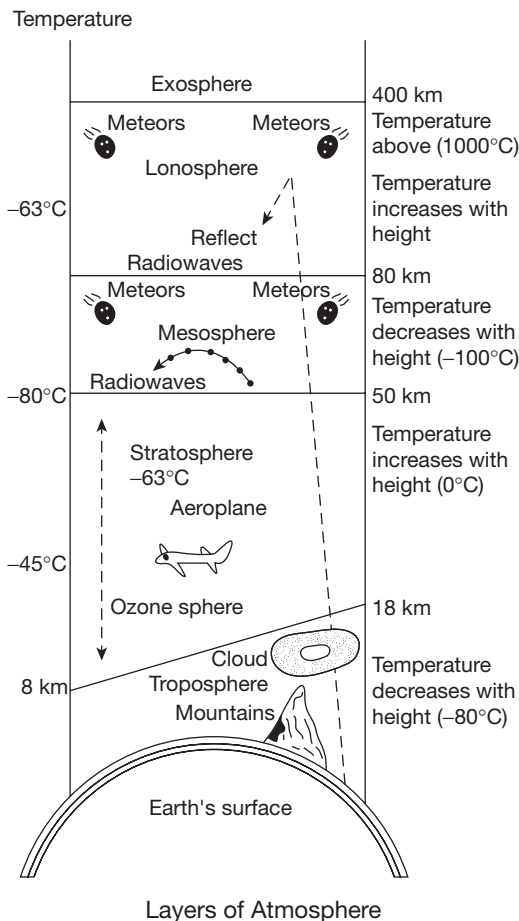 Temperature
Exosphere
400 km
Meteors
Meteors
Temperature
above (1000°C)
Lonosphere
–63°C
Temperature
increases with
height
Reflect
Radiowaves
80 km
Meteors
Meteors
Temperature
decreases with
height (–100°C)
Mesosphere
Radiowaves
–80°C
50 km
Temperature
increases with
height (0°C)
Stratosphere
–63°C
Aeroplane
–45°C
Ozone sphere
18 km
Cloud
Troposphere
8 km
Mountains
Temperature
decreases with
height (–80°C)
Earth's surface
Layers of Atmosphere